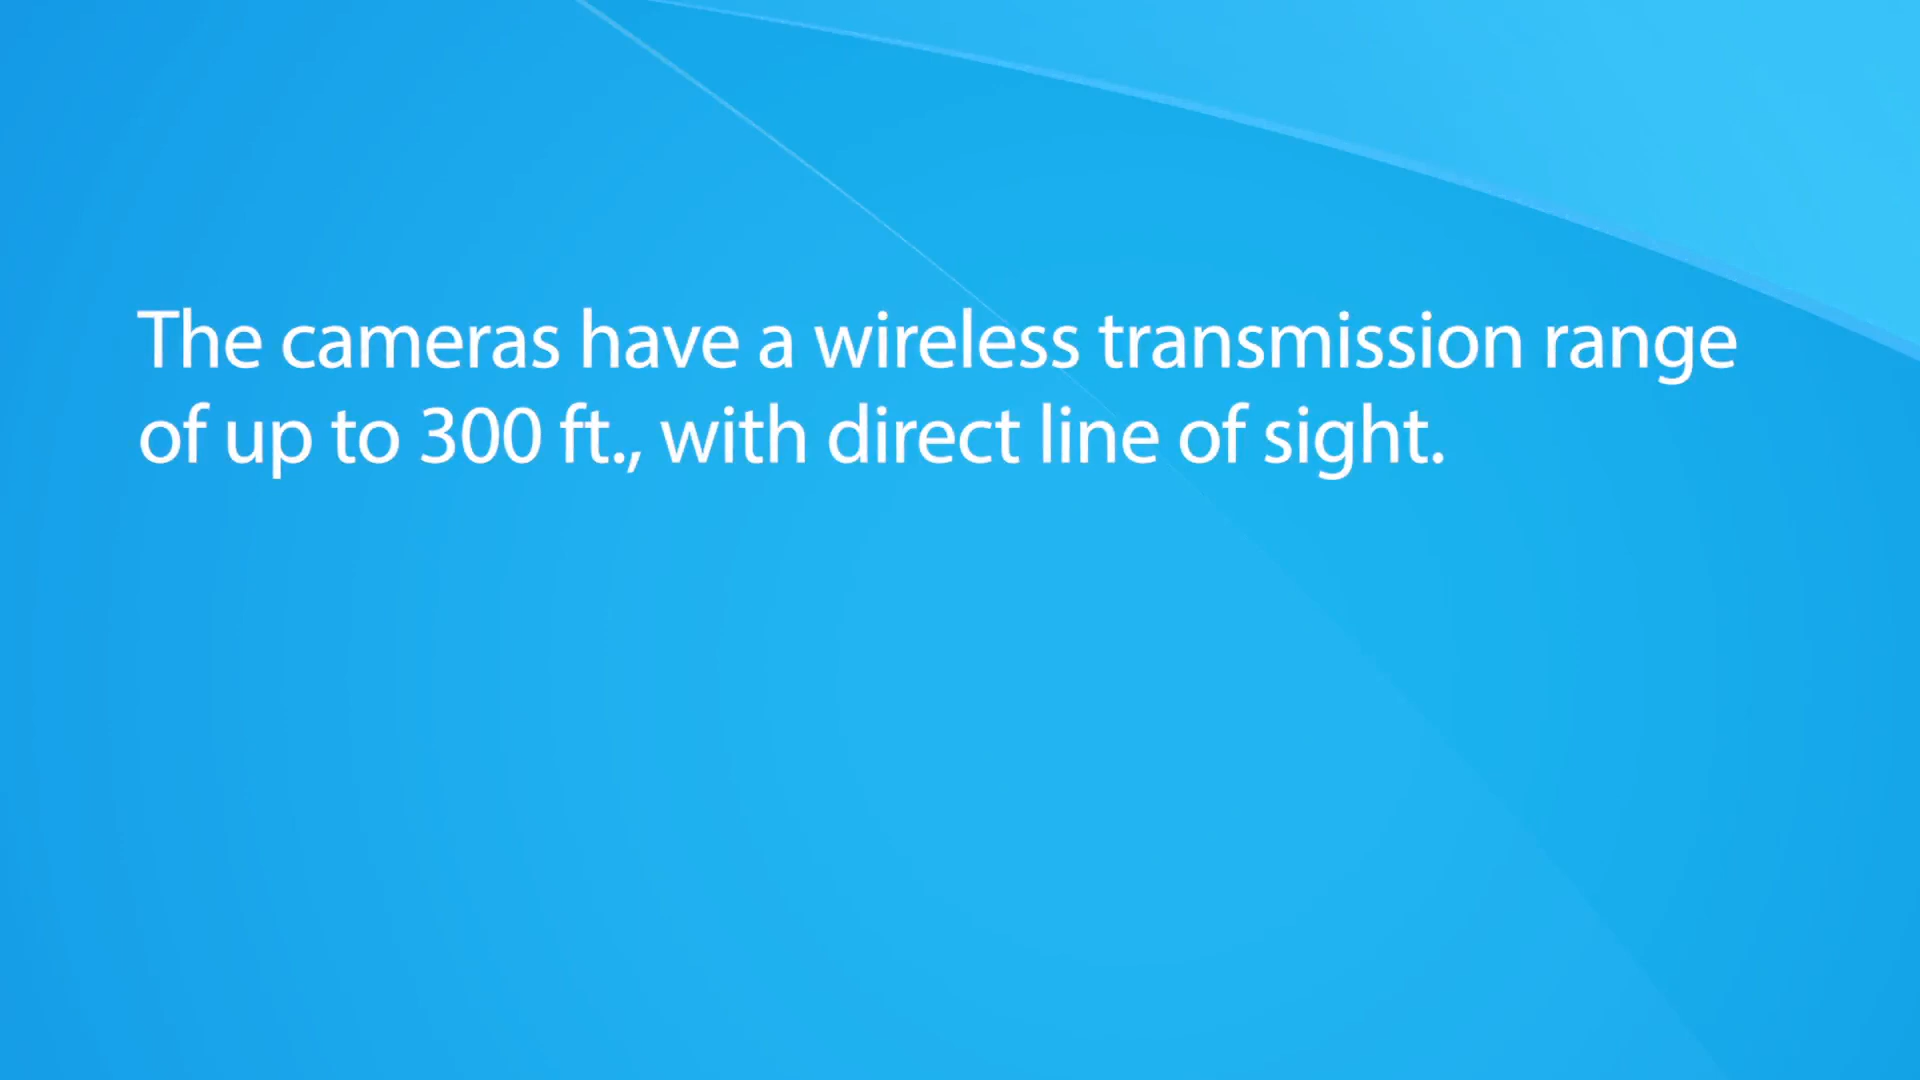 The cameras have a wireless transmission range
of up to 300 ft., with direct line of sight.